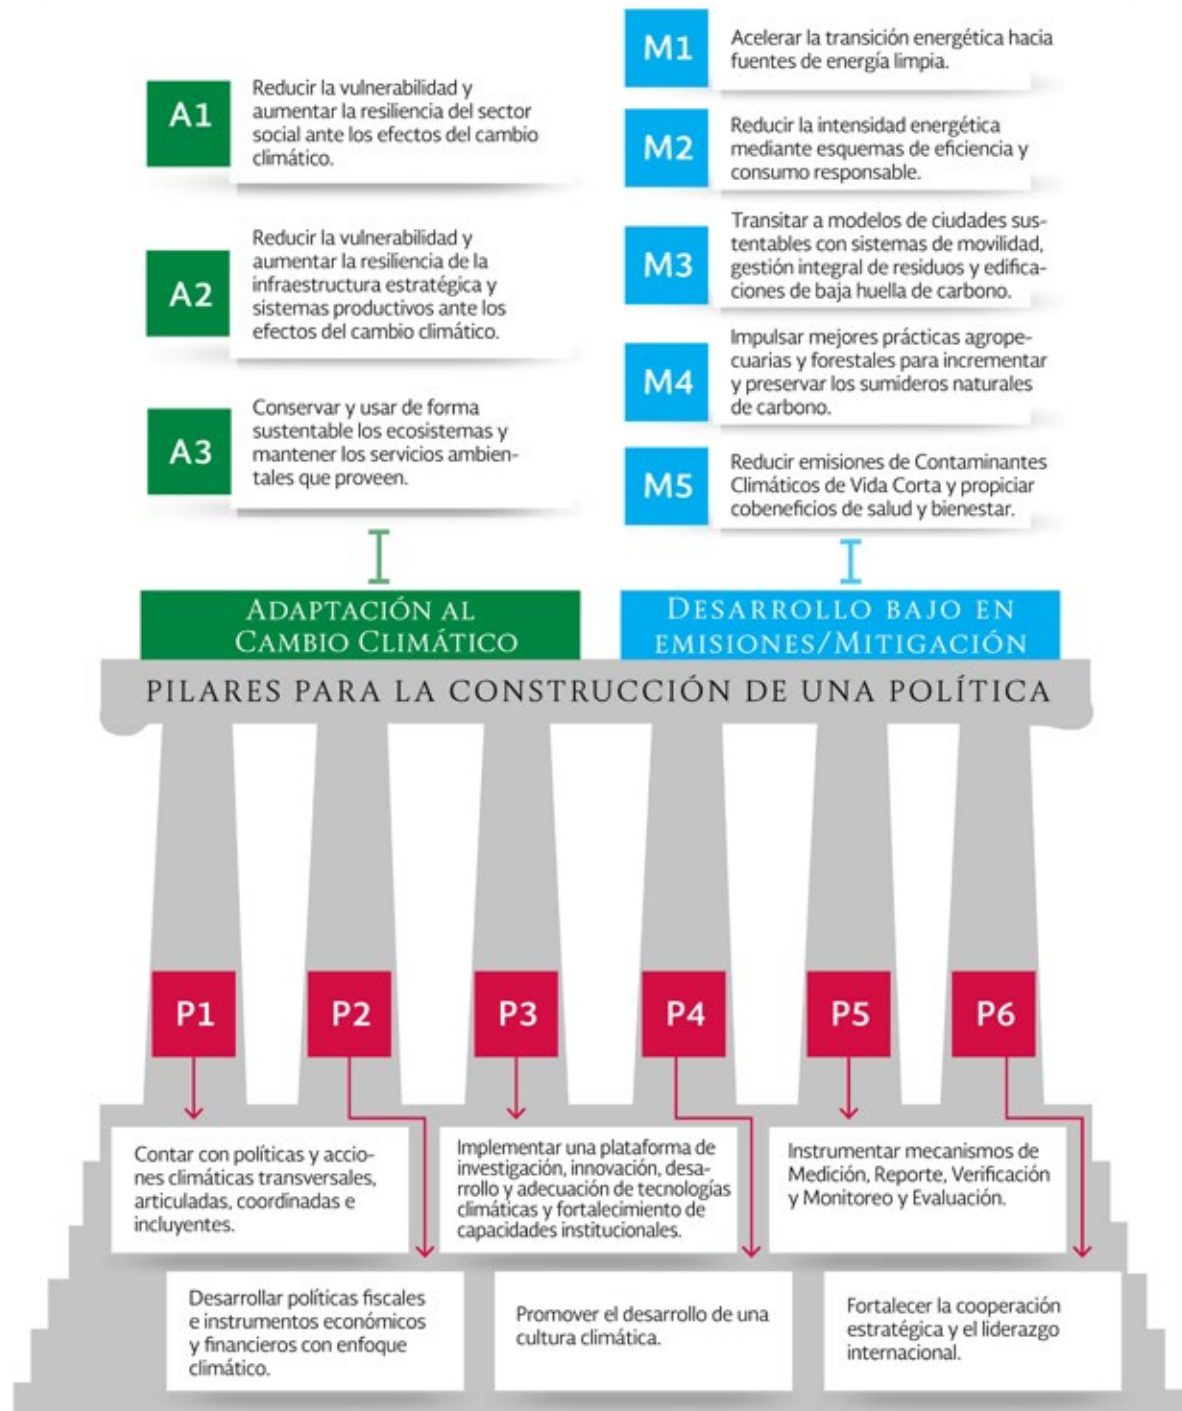 A1
Reducir la vulnerabilidad y
aumentar la resiliencia del sector
social ante los efectos del cambio
climático.
A2
Reducir la vulnerabilidad y
aumentar la resiliencia de la
infraestructura estratégica y
sistemas productivos ante los
efectos del cambio climático.
A3
Conservar y usar de forma
sustentable los ecosistemas y
mantener los servicios ambien-
tales que proveen.
ADAPTACIÓN AL
CAMBIO CLIMÁTICO
M1
Acelerar la transición energética hacia
fuentes de energía limpia.
M2
Reducir la intensidad energética
mediante esquemas de eficiencia y
consumo responsable.
M3
Transitar a modelos de ciudades sus-
tentables con sistemas de movilidad,
gestión integral de residuos y edifica-
ciones de baja huella de carbono.
M4
Impulsar mejores prácticas agrope-
cuarias y forestales para incrementar
y preservar los sumideros naturales
de carbono.
M5
Reducir emisiones de Contaminantes
Climáticos de Vida Corta y propiciar
cobeneficios de salud y bienestar.
DESARROLLO BAJO EN
EMISIONES/MITIGACIÓN
PILARES PARA LA CONSTRUCCIÓN DE UNA POLÍTICA
P1
Contar con políticas y accio-
nes climáticas transversales,
articuladas, coordinadas e
incluyentes.
P2
Desarrollar políticas fiscales
e instrumentos económicos
y financieros con enfoque
climático.
P3
Implementar una plataforma de
investigación, innovación, desa-
rrollo y adecuación de tecnologías
climáticas y fortalecimiento de
capacidades institucionales.
P4
Promover el desarrollo de una
cultura climática.
P5
Instrumentar mecanismos de
Medición, Reporte, Verificación
y Monitoreo y Evaluación.
P6
Fortalecer la cooperación
estratégica y el liderazgo
internacional.